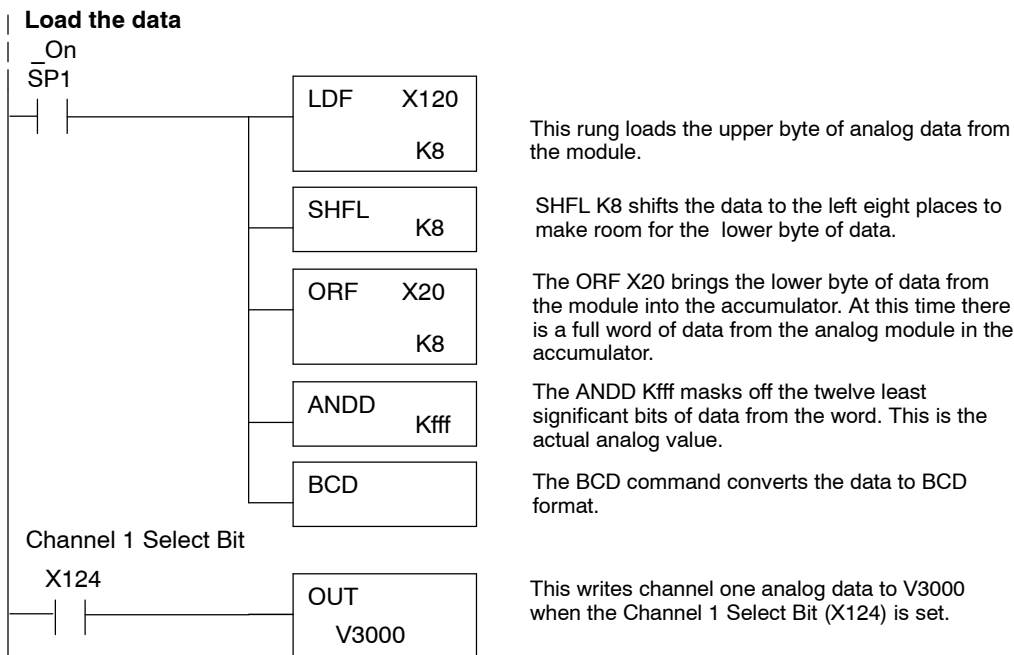 Load the data
_On
SP1
LDF X120
K8
This rung loads the upper byte of analog data from
the module.
SHFL K8
SHFL K8 shifts the data to the left eight places to
make room for the lower byte of data.
ORF X20
K8
The ORF X20 brings the lower byte of data from
the module into the accumulator. At this time there
is a full word of data from the analog module in the
accumulator.
ANDD Kfff
The ANDD Kfff masks off the twelve least
significant bits of data from the word. This is the
actual analog value.
BCD
The BCD command converts the data to BCD
format.
Channel 1 Select Bit
X124
OUT
V3000
This writes channel one analog data to V3000
when the Channel 1 Select Bit (X124) is set.